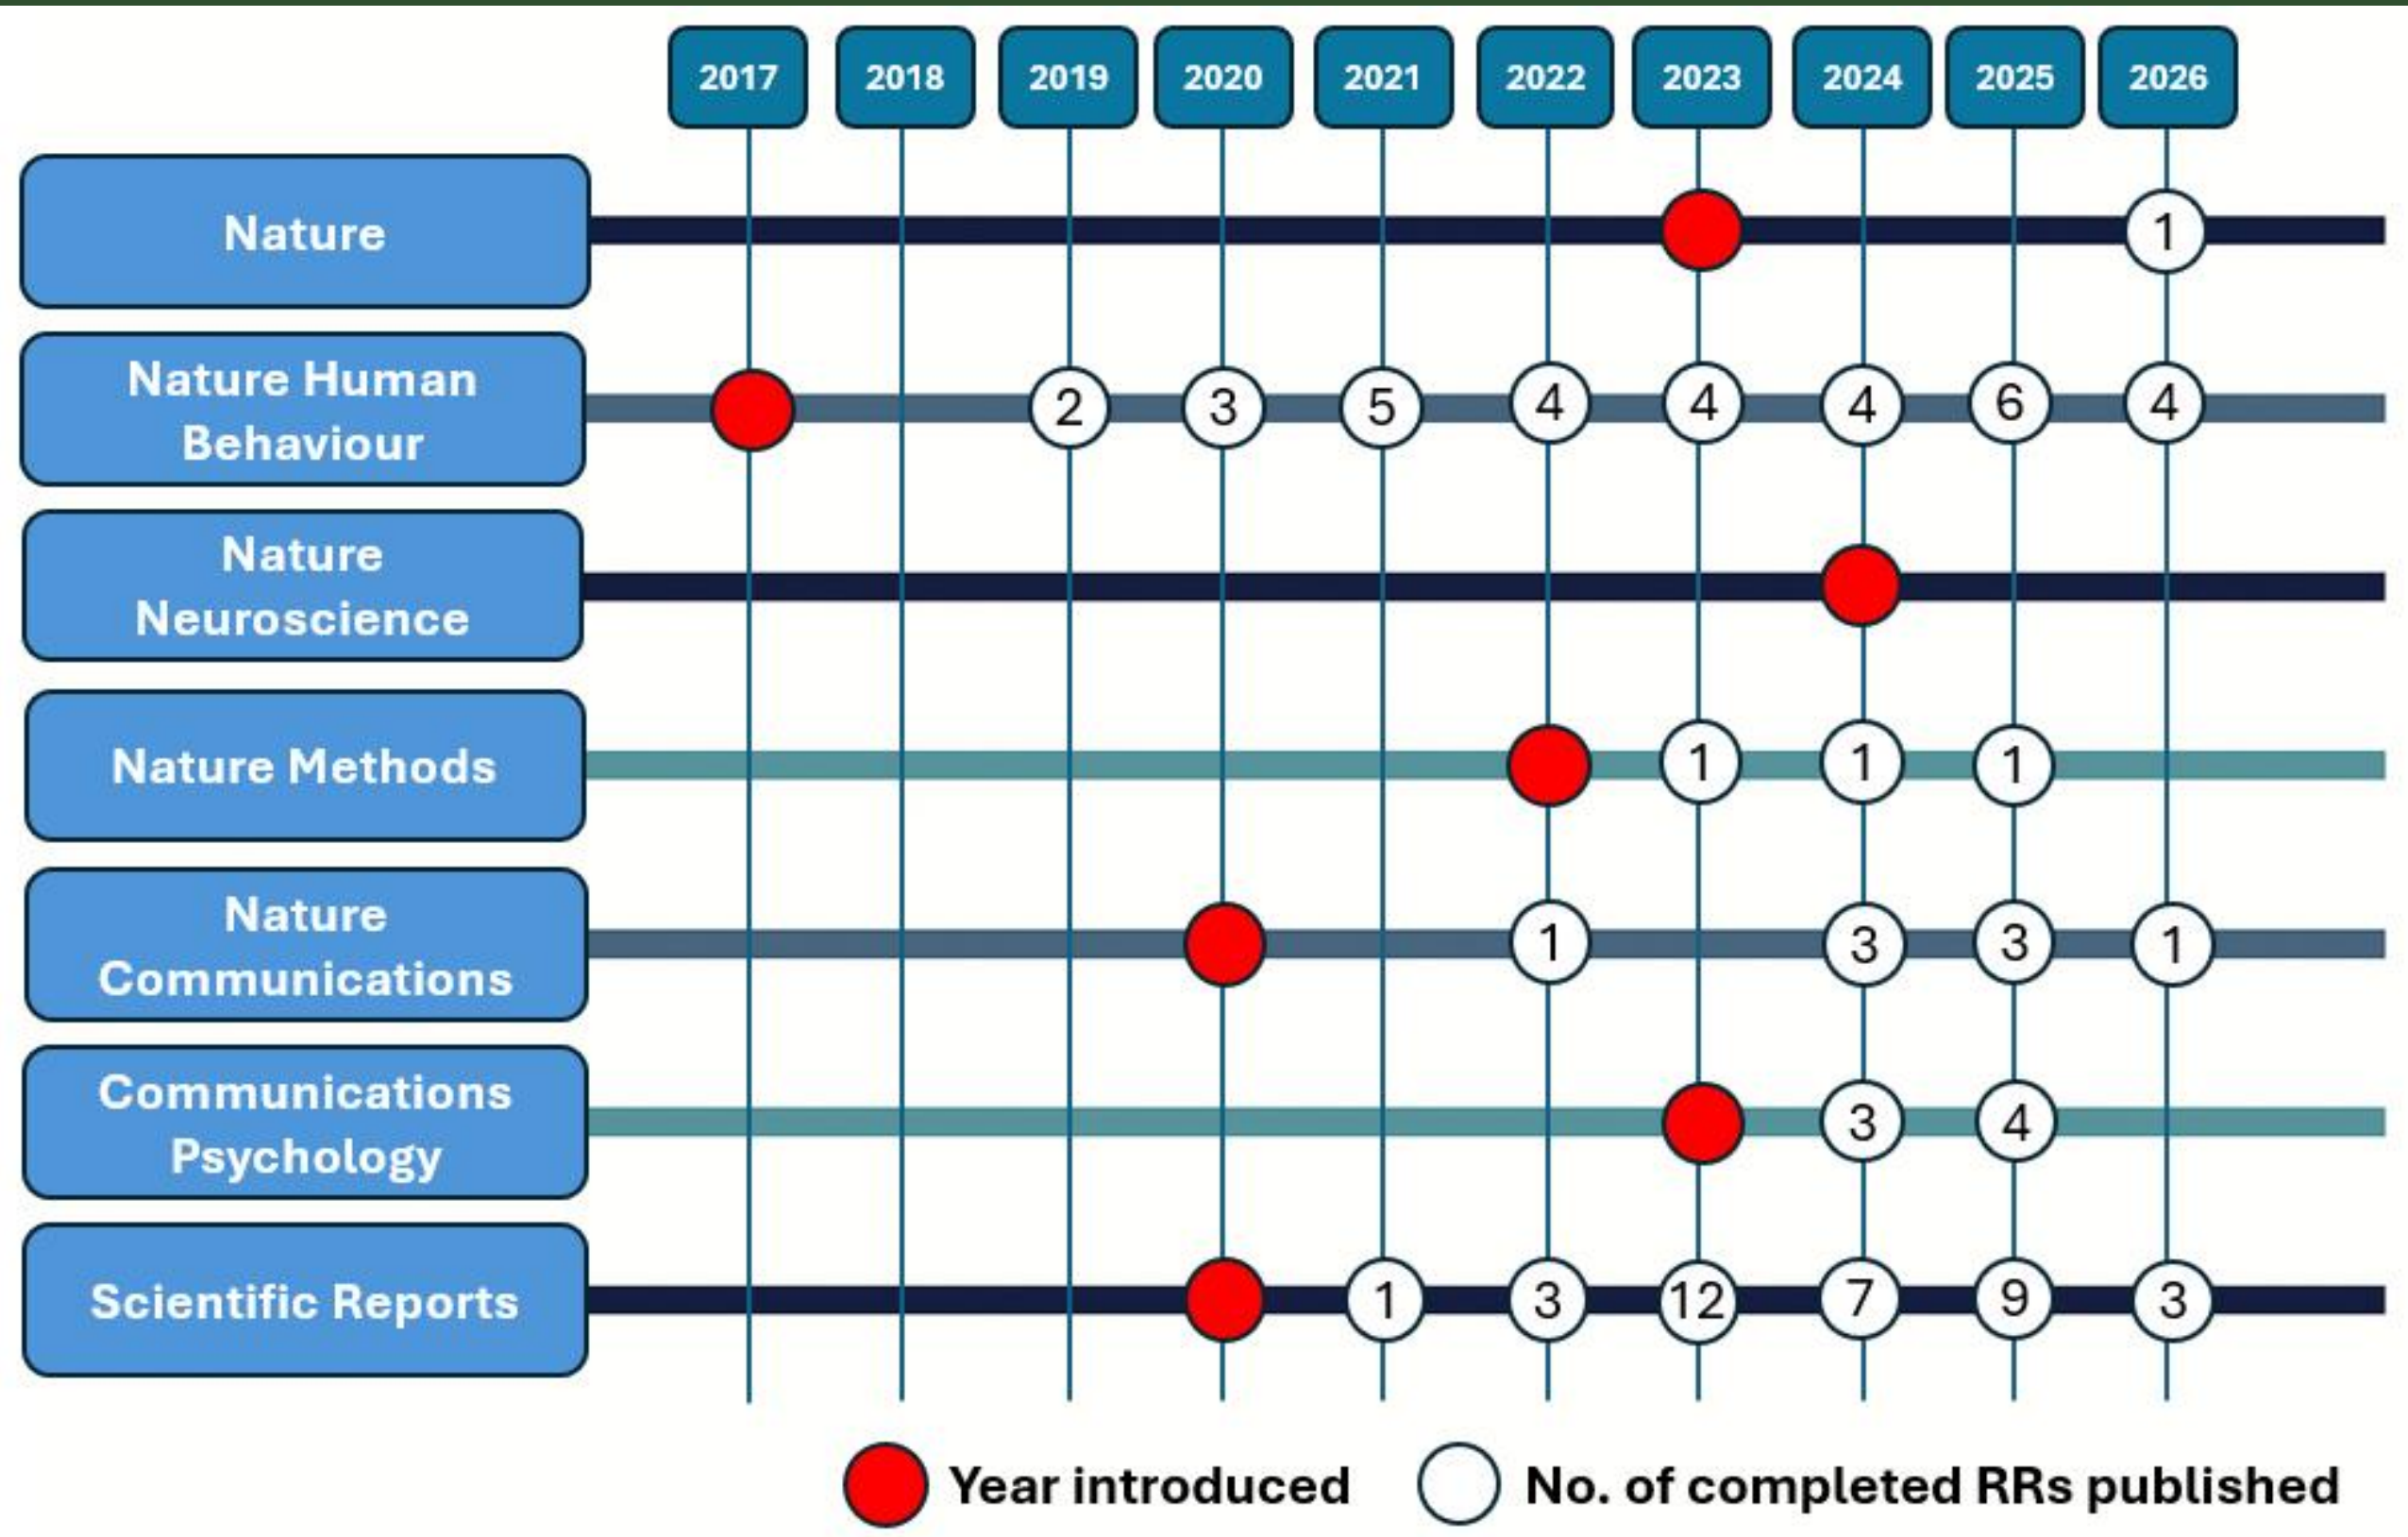 2017 2018 2019 2020 2021 2022 2023 2024 2025 2026
Nature
1
Nature Human
Behaviour
2 3 5 4 4 4 6 4
Nature
Neuroscience
Nature Methods
1 1 1
Nature
Communications
1 3 3 1
Communications
Psychology
3 4
Scientific Reports
1 3 12 7 9 3
Year introduced
No. of completed RRs published